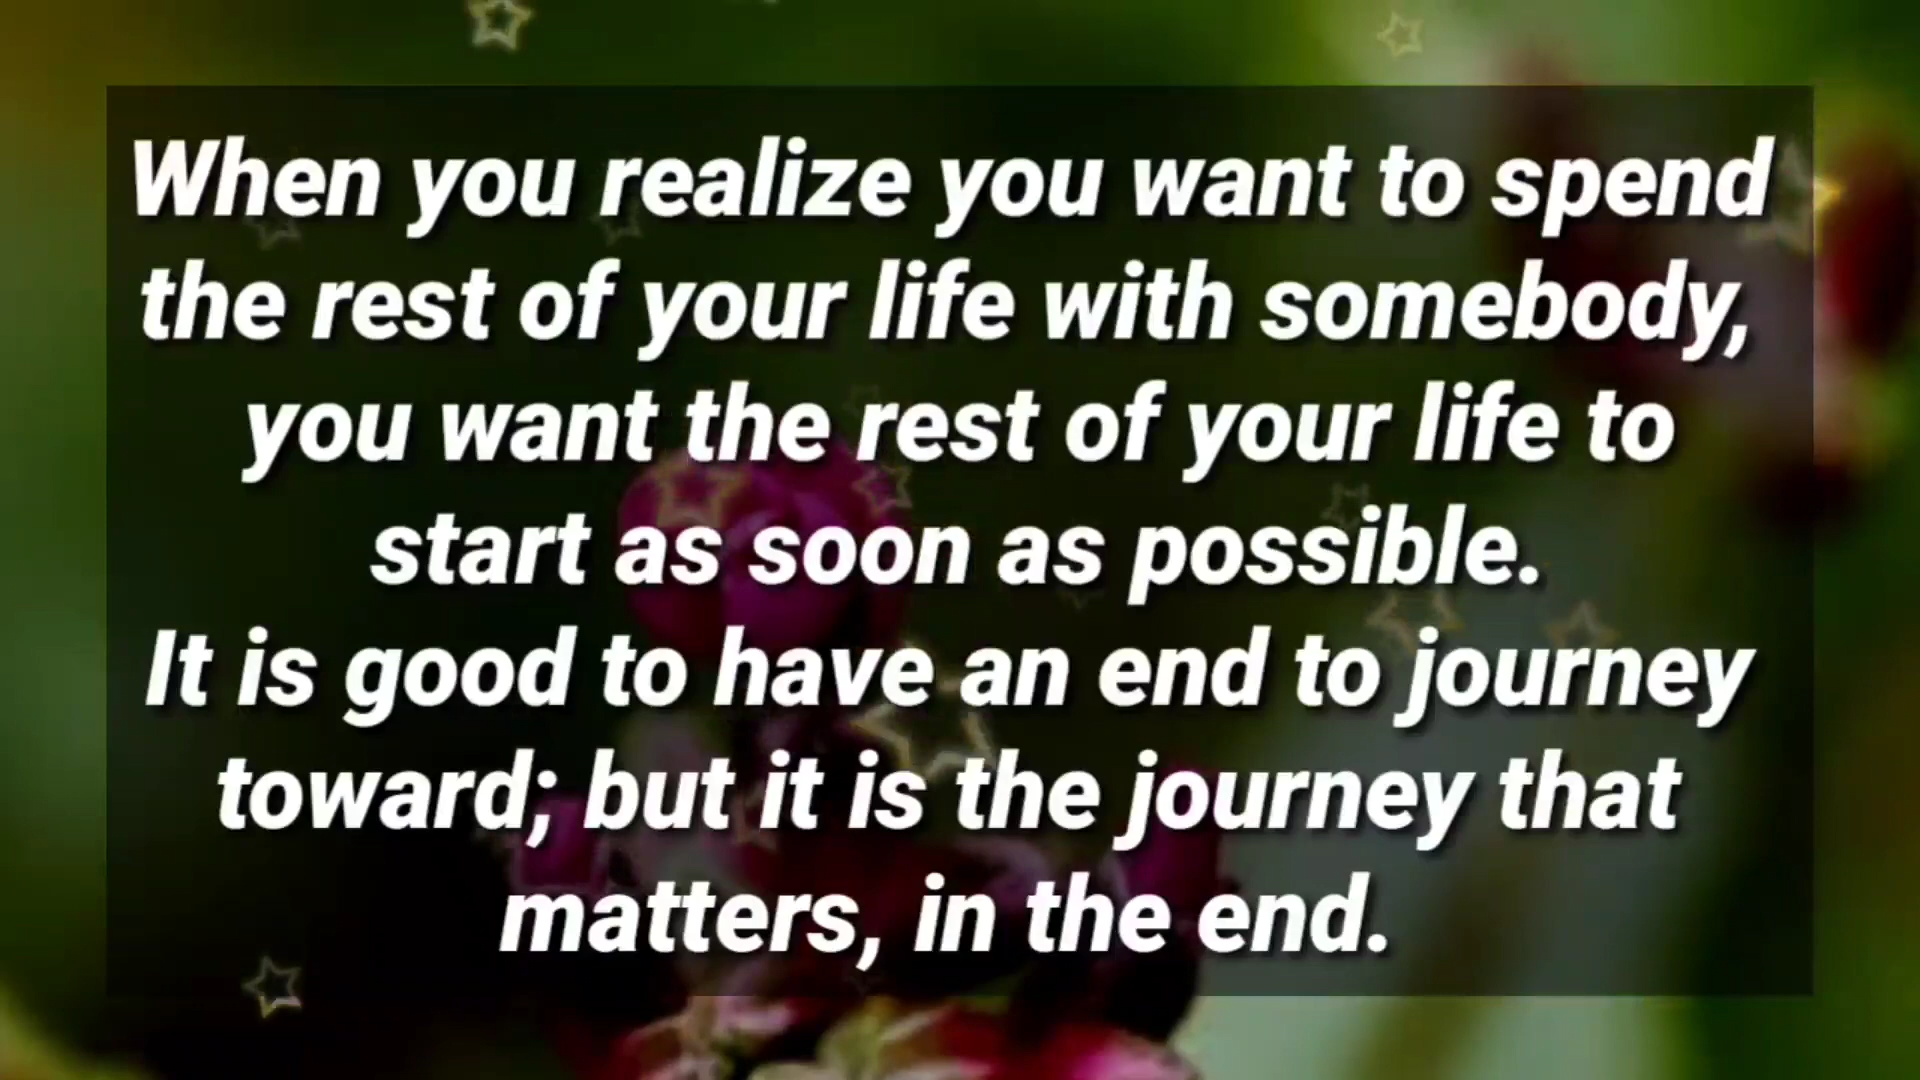 When you realize you want to spend
the rest of your life with somebody,
you want the rest of your life to
start as soon as possible.
It is good to have an end to journey
toward; but it is the journey that
matters, in the end.